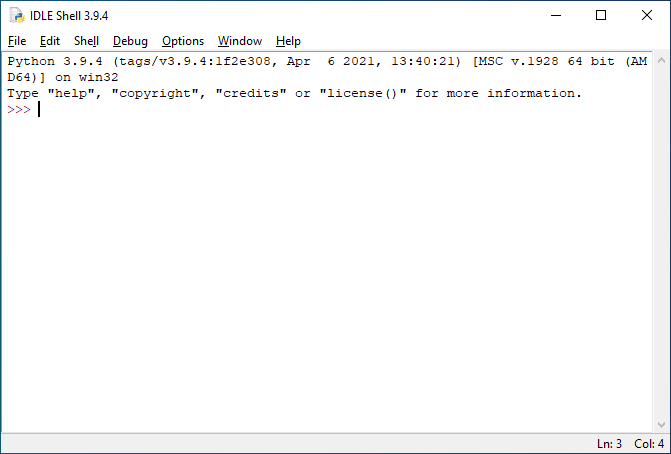 IDLE Shell 3.9.4
File Edit Shell Debug Options Window Help
Python 3.9.4 (tags/v3.9.4:1f2e308, Apr  6 2021, 13:40:21) [MSC v.1928 64 bit (AM
D64)] on win32
Type "help", "copyright", "credits" or "license()" for more information.
>>>
Ln: 3 Col: 4